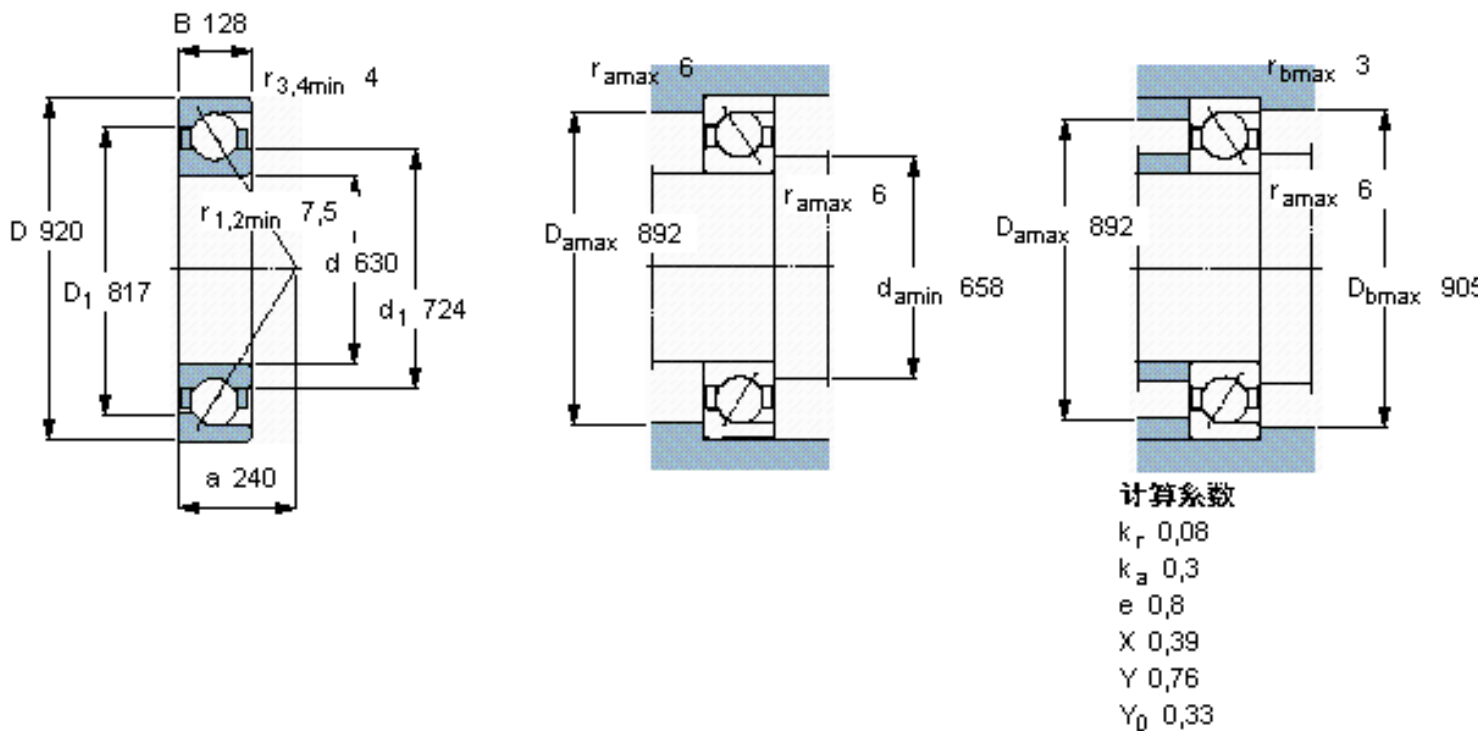 B 128
r3,4min 4
r1,2min 7,5
D 920
D1 817
d 630
d1 724
a 240
ramax 6
ramax 6
Damax 892
damin 658
rbmax 3
ramax 6
Damax 892
Dbmax 905
计算系数
kr 0,08
ka 0,3
e 0,8
X 0,39
Y 0,76
Y0 0,33